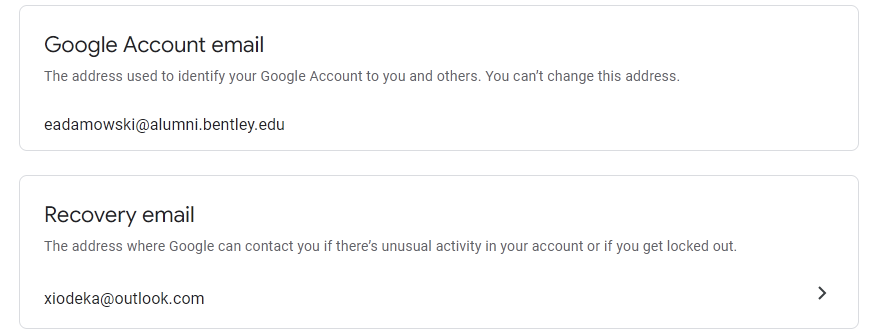 Google Account email
The address used to identify your Google Account to you and others. You can't change this address.
eadamowski@alumni.bentley.edu
Recovery email
The address where Google can contact you if there's unusual activity in your account or if you get locked out.
xiodeka@outlook.com